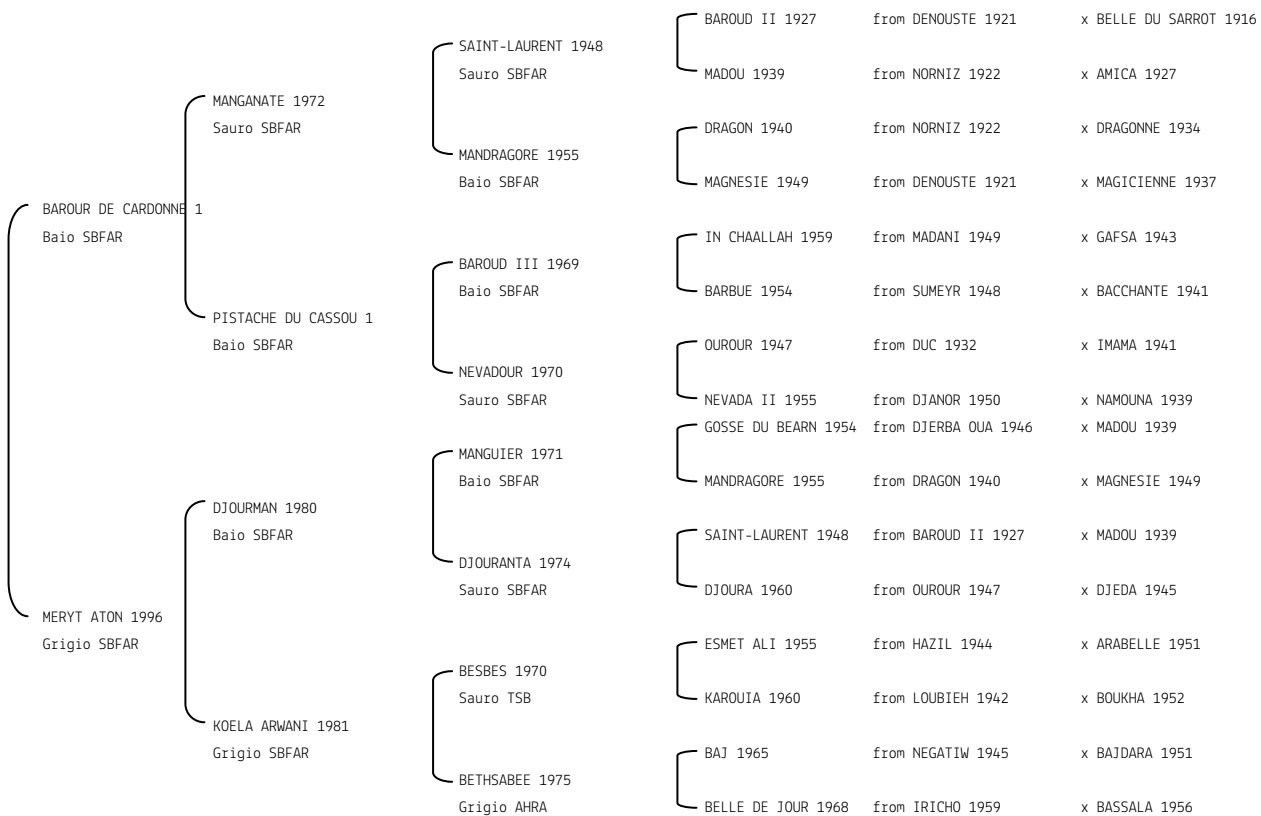 BAROUD II 1927 from DENOUSTE 1921 x BELLE DU SARROT 1916
SAINT-LAURENT 1948
Sauro SBFAR
MADOU 1939 from NORNIZ 1922 x AMICA 1927
MANGANATE 1972
Sauro SBFAR
DRAGON 1940 from NORNIZ 1922 x DRAGONNE 1934
MANDRAGORE 1955
Baio SBFAR
MAGNESIE 1949 from DENOUSTE 1921 x MAGICIENNE 1937
BAROUR DE CARDONNE 1
Baio SBFAR
IN CHAALLAH 1959 from MADANI 1949 x GAFSA 1943
BAROUD III 1969
Baio SBFAR
BARBUE 1954 from SUMEYR 1948 x BACCHANTE 1941
PISTACHE DU CASSOU 1
Baio SBFAR
OUROUR 1947 from DUC 1932 x IMAMA 1941
NEVADOUR 1970
Sauro SBFAR
NEVADA II 1955 from DJANOR 1950 x NAMOUNA 1939
GOSSE DU BEARN 1954 from DJERBA OUA 1946 x MADOU 1939
MANGUIER 1971
Baio SBFAR
MANDRAGORE 1955 from DRAGON 1940 x MAGNESIE 1949
DJOURMAN 1980
Baio SBFAR
SAINT-LAURENT 1948 from BAROUD II 1927 x MADOU 1939
DJOURANTA 1974
Sauro SBFAR
DJOURA 1960 from OUROUR 1947 x DJEDA 1945
MERYT ATON 1996
Grigio SBFAR
ESMET ALI 1955 from HAZIL 1944 x ARABELLE 1951
BESBES 1970
Sauro TSB
KAROUIA 1960 from LOUBIEH 1942 x BOUKHA 1952
KOELA ARWANI 1981
Grigio SBFAR
BAJ 1965 from NEGATIW 1945 x BAJDARA 1951
BETHSABEE 1975
Grigio AHRA
BELLE DE JOUR 1968 from IRICHO 1959 x BASSALA 1956